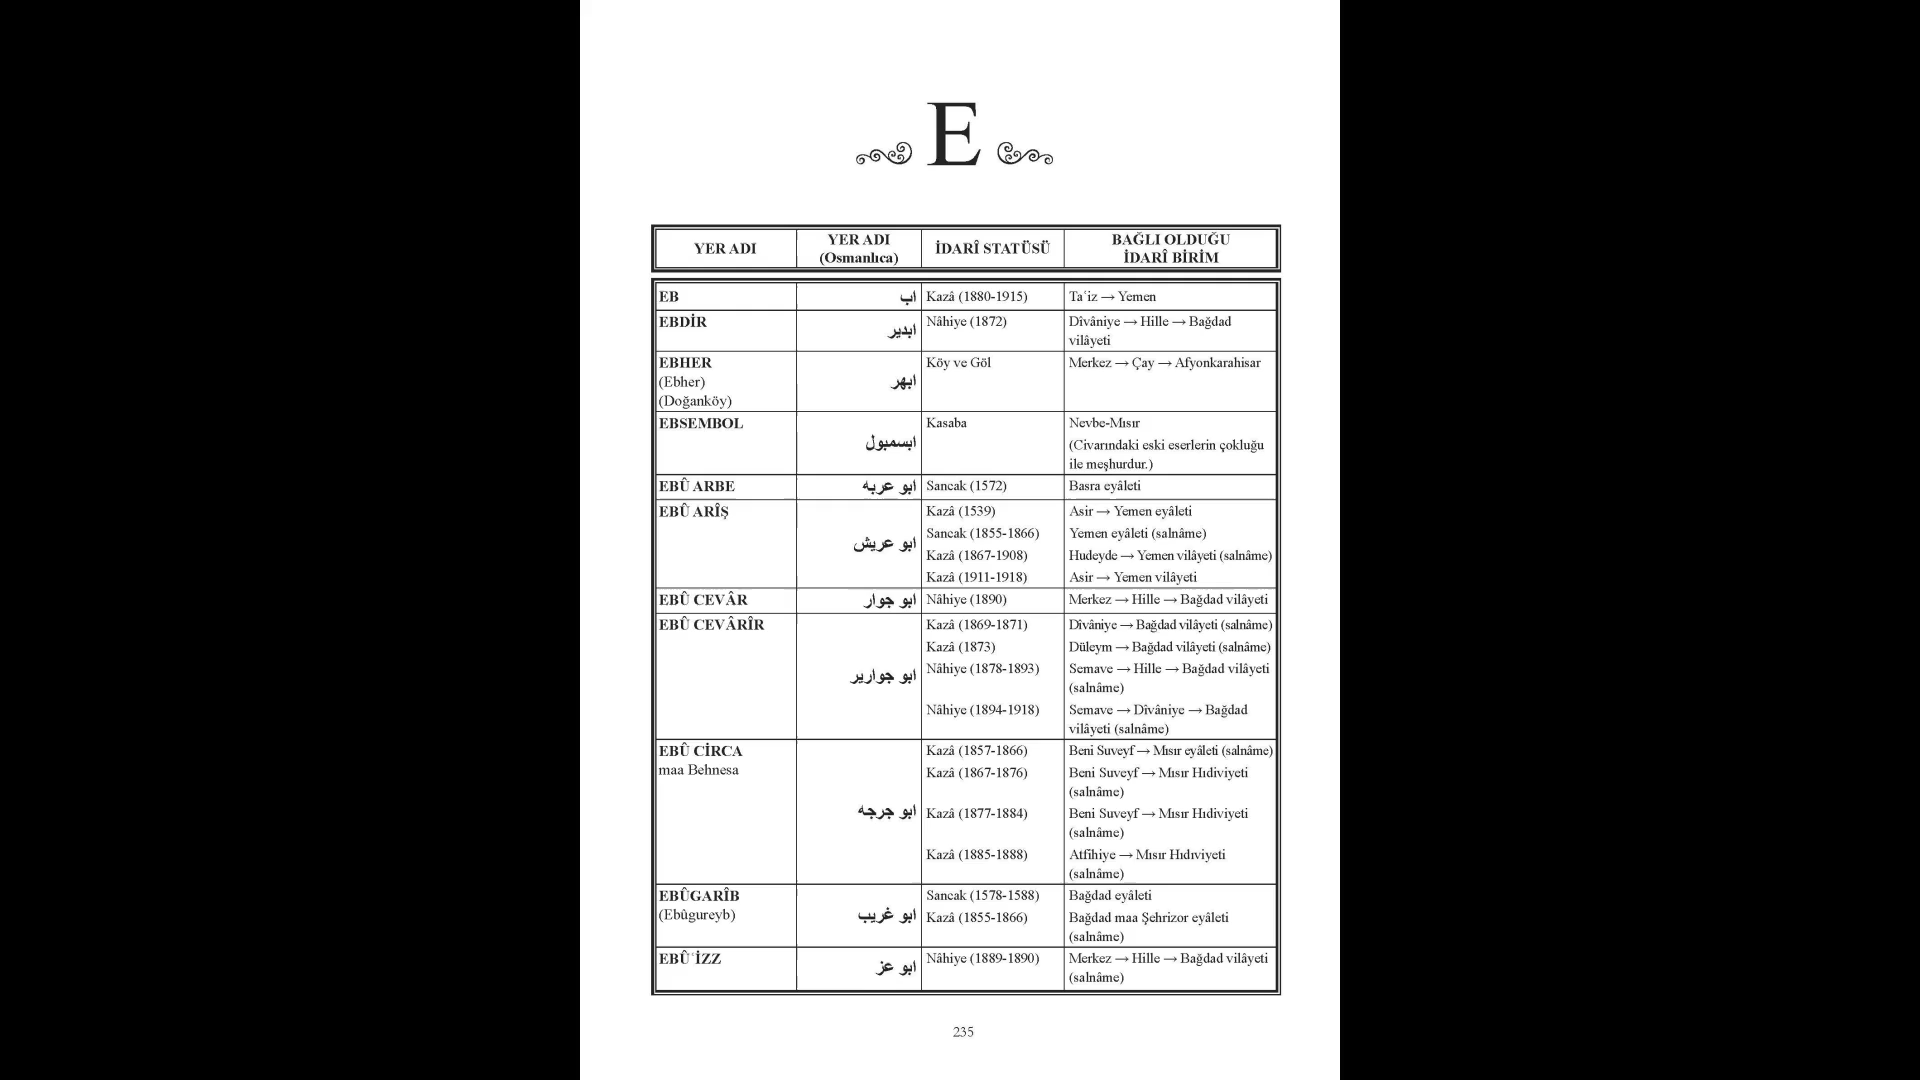 E
YER ADI
YER ADI
(Osmanlıca)
İDARÎ STATÜSÜ
BAĞLI OLDUĞU
İDARÎ BİRİM
EB
اب
Kazâ (1880-1915)
Taʿiz → Yemen
EBDİR
ابدير
Nâhiye (1872)
Dîvâniye → Hille → Bağdad
vilâyeti
EBHER
(Ebher)
(Doğanköy)
ابهر
Köy ve Göl
Merkez → Çay → Afyonkarahisar
EBSEMBOL
ابسمبول
Kasaba
Nevbe-Mısır
(Civarındaki eski eserlerin çokluğu
ile meşhurdur.)
EBÛ ARBE
ابو عربه
Sancak (1572)
Basra eyâleti
EBÛ ARÎŞ
ابو عريش
Kazâ (1539)
Asir → Yemen eyâleti
Sancak (1855-1866)
Yemen eyâleti (salnâme)
Kazâ (1867-1908)
Hudeyde → Yemen vilâyeti (salnâme)
Kazâ (1911-1918)
Asir → Yemen vilâyeti
EBÛ CEVÂR
ابو جوار
Nâhiye (1890)
Merkez → Hille → Bağdad vilâyeti
EBÛ CEVÂRÎR
ابو جوارير
Kazâ (1869-1871)
Dîvâniye → Bağdad vilâyeti (salnâme)
Kazâ (1873)
Düleym → Bağdad vilâyeti (salnâme)
Nâhiye (1878-1893)
Semave → Hille → Bağdad vilâyeti
(salnâme)
Nâhiye (1894-1918)
Semave → Dîvâniye → Bağdad
vilâyeti (salnâme)
EBÛ CİRCA
maa Behnesa
ابو جرجه
Kazâ (1857-1866)
Beni Suveyf → Mısır eyâleti (salnâme)
Kazâ (1867-1876)
Beni Suveyf → Mısır Hıdiviyeti
(salnâme)
Kazâ (1877-1884)
Beni Suveyf → Mısır Hıdiviyeti
(salnâme)
Kazâ (1885-1888)
Atfihiye → Mısır Hıdıviyeti
(salnâme)
EBÛGARÎB
(Ebûgureyb)
ابو غريب
Sancak (1578-1588)
Bağdad eyâleti
Kazâ (1855-1866)
Bağdad maa Şehrizor eyâleti
(salnâme)
EBÛʿİZZ
ابو عز
Nâhiye (1889-1890)
Merkez → Hille → Bağdad vilâyeti
(salnâme)
235